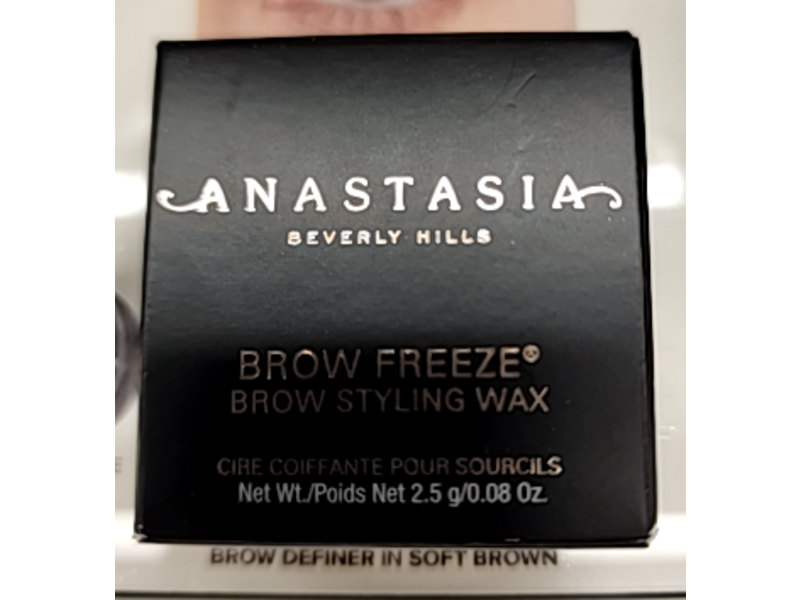 ANASTASIA
BEVERLY HILLS
BROW FREEZE®
BROW STYLING WAX
CIRE COIFFANTE POUR SOURCILS
Net Wt./Poids Net 2.5 g/0.08 Oz.
BROW DEFINER IN SOFT BROWN